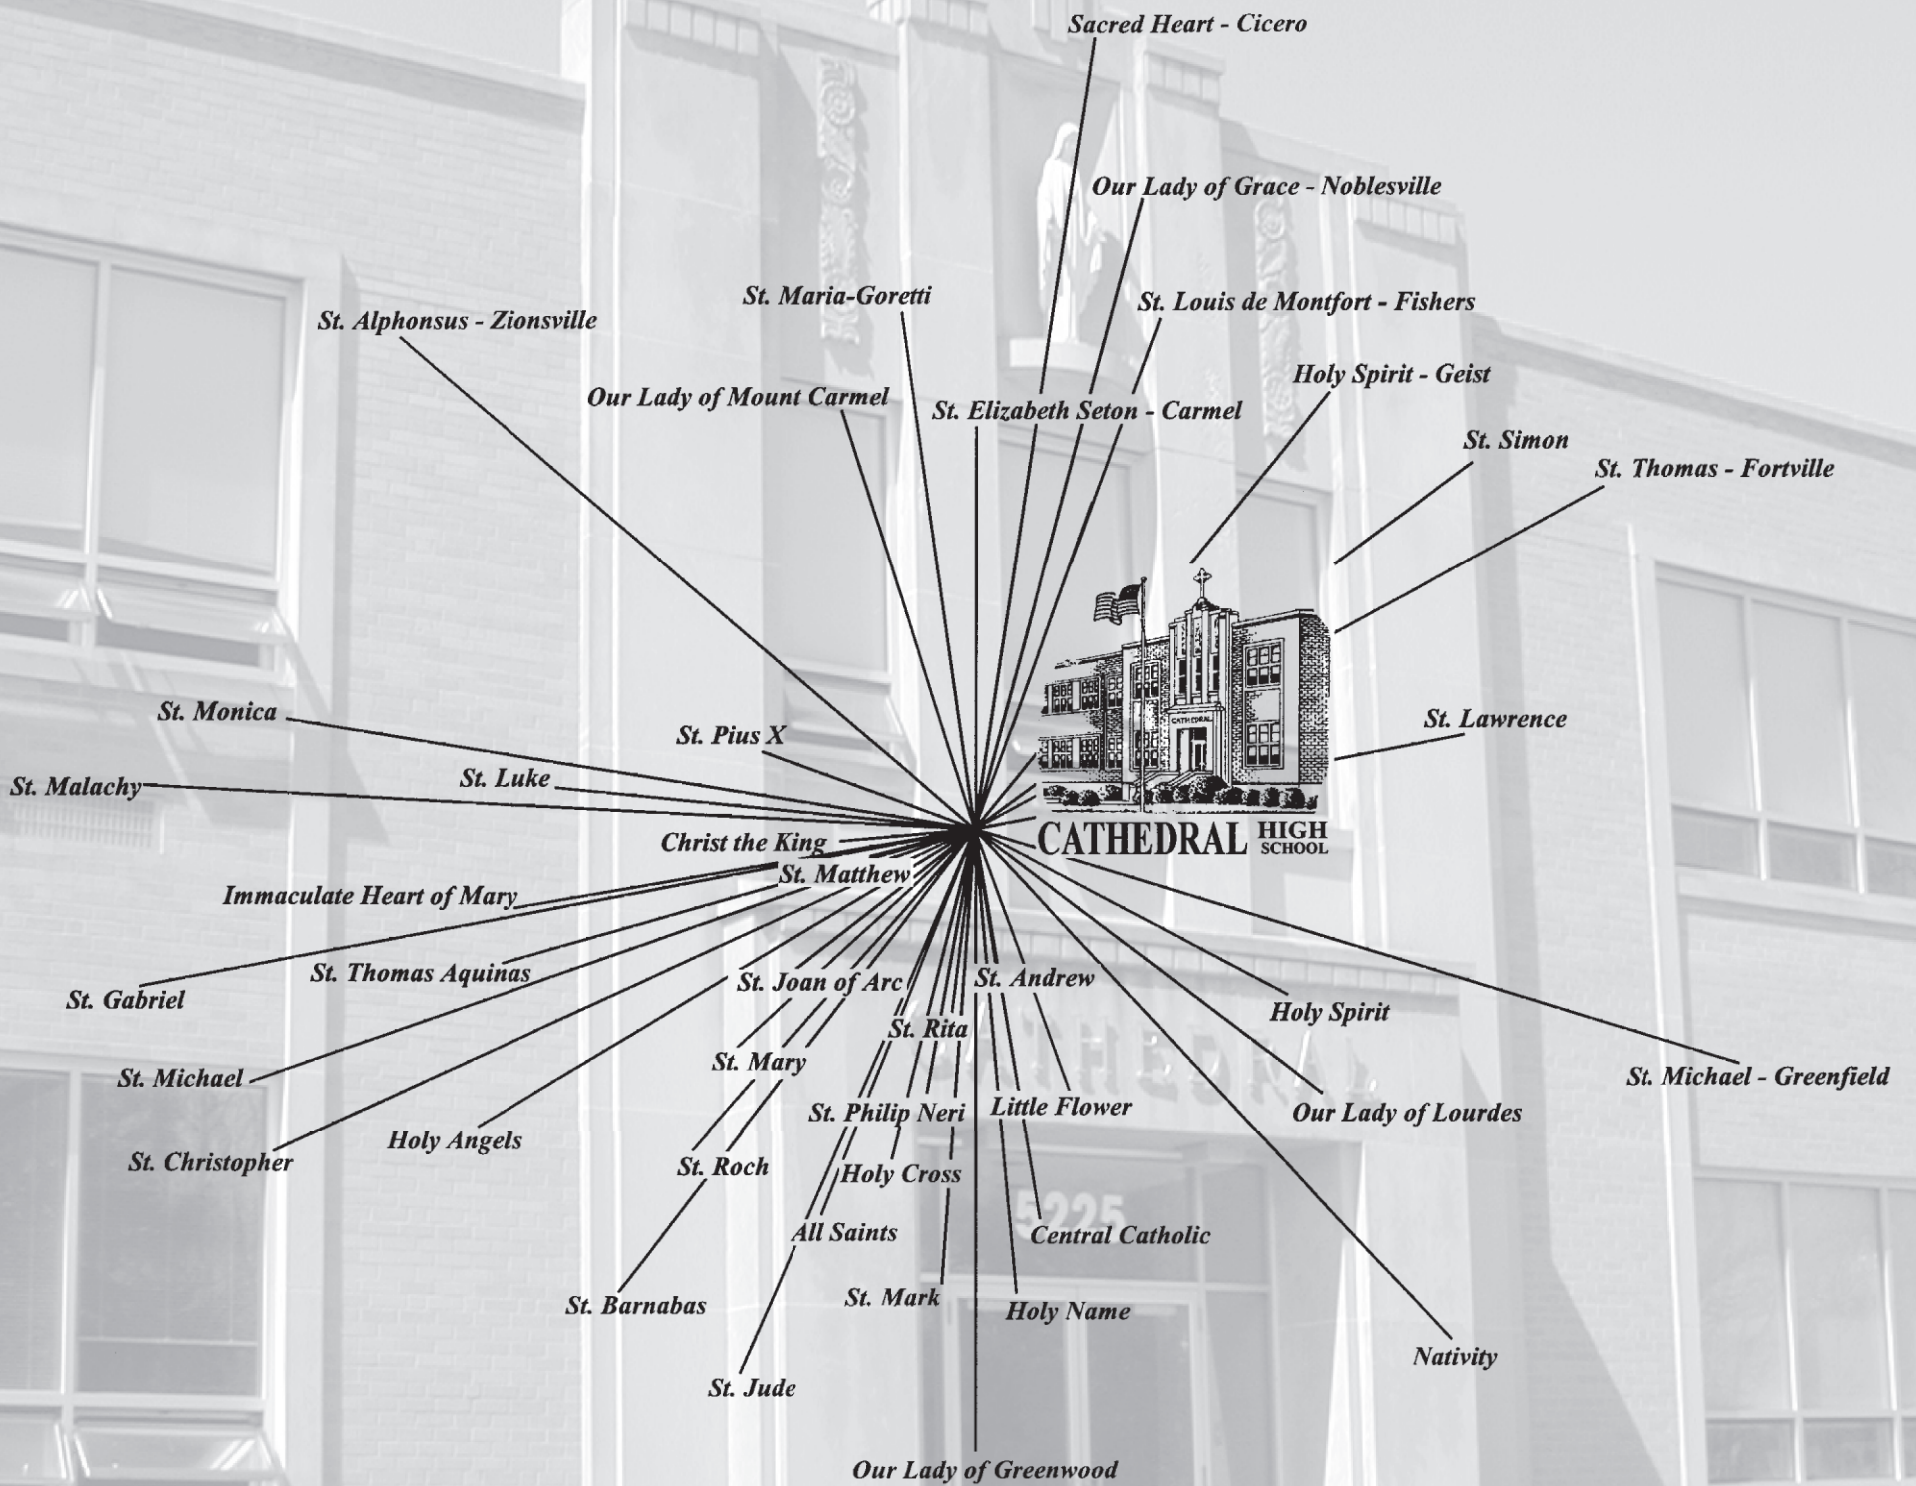 Sacred Heart - Cicero
Our Lady of Grace - Noblesville
St. Maria-Goretti
St. Louis de Montfort - Fishers
St. Alphonsus - Zionsville
Holy Spirit - Geist
Our Lady of Mount Carmel
St. Elizabeth Seton - Carmel
St. Simon
St. Thomas - Fortville
St. Monica
St. Pius X
CATHEDRAL
St. Lawrence
St. Luke
St. Malachy
CATHEDRAL HIGH SCHOOL
Christ the King
St. Matthew
Immaculate Heart of Mary
St. Thomas Aquinas
St. Joan of Arc
St. Andrew
St. Gabriel
Holy Spirit
St. Rita
CATHEDRAL
St. Mary
St. Michael
St. Michael - Greenfield
St. Philip Neri
Little Flower
Our Lady of Lourdes
Holy Angels
St. Christopher
St. Roch
Holy Cross
5225
All Saints
Central Catholic
St. Barnabas
St. Mark
Holy Name
Nativity
St. Jude
Our Lady of Greenwood